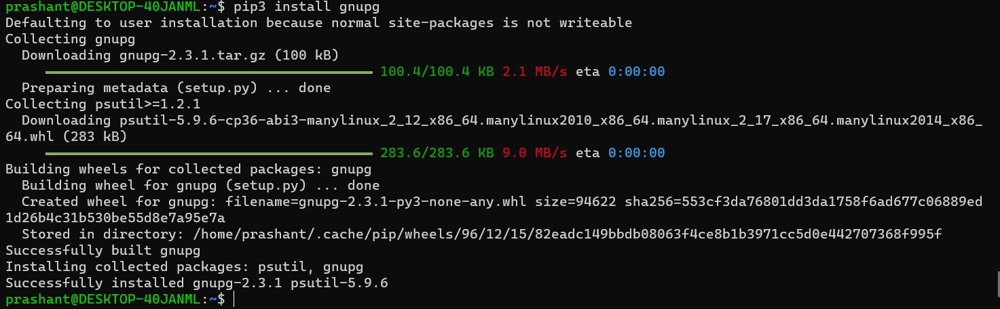 prashant@DESKTOP-40JANML:~$ pip3 install gnupg
Defaulting to user installation because normal site-packages is not writeable
Collecting gnupg
  Downloading gnupg-2.3.1.tar.gz (100 kB)
     ━━━━━━━━━━━━━━━━━━━━━━━━━━━━━━━━━━━━━━━━ 100.4/100.4 KB 2.1 MB/s eta 0:00:00
  Preparing metadata (setup.py) ... done
Collecting psutil>=1.2.1
  Downloading psutil-5.9.6-cp36-abi3-manylinux_2_12_x86_64.manylinux2010_x86_64.manylinux_2_17_x86_64.manylinux2014_x86_
64.whl (283 kB)
     ━━━━━━━━━━━━━━━━━━━━━━━━━━━━━━━━━━━━━━━━ 283.6/283.6 KB 9.0 MB/s eta 0:00:00
Building wheels for collected packages: gnupg
  Building wheel for gnupg (setup.py) ... done
  Created wheel for gnupg: filename=gnupg-2.3.1-py3-none-any.whl size=94622 sha256=553cf3da76801dd3da1758f6ad677c06889ed
1d26b4c31b530be55d8e7a95e7a
  Stored in directory: /home/prashant/.cache/pip/wheels/96/12/15/82eadc149bbdb08063f4ce8b1b3971cc5d0e442707368f995f
Successfully built gnupg
Installing collected packages: psutil, gnupg
Successfully installed gnupg-2.3.1 psutil-5.9.6
prashant@DESKTOP-40JANML:~$